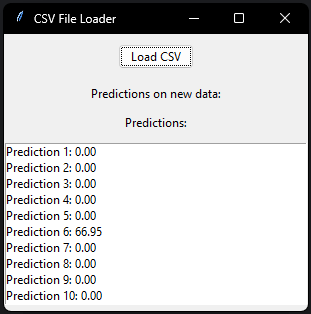 CSV File Loader
Load CSV
Predictions on new data:
Predictions:
Prediction 1: 0.00
Prediction 2: 0.00
Prediction 3: 0.00
Prediction 4: 0.00
Prediction 5: 0.00
Prediction 6: 66.95
Prediction 7: 0.00
Prediction 8: 0.00
Prediction 9: 0.00
Prediction 10: 0.00